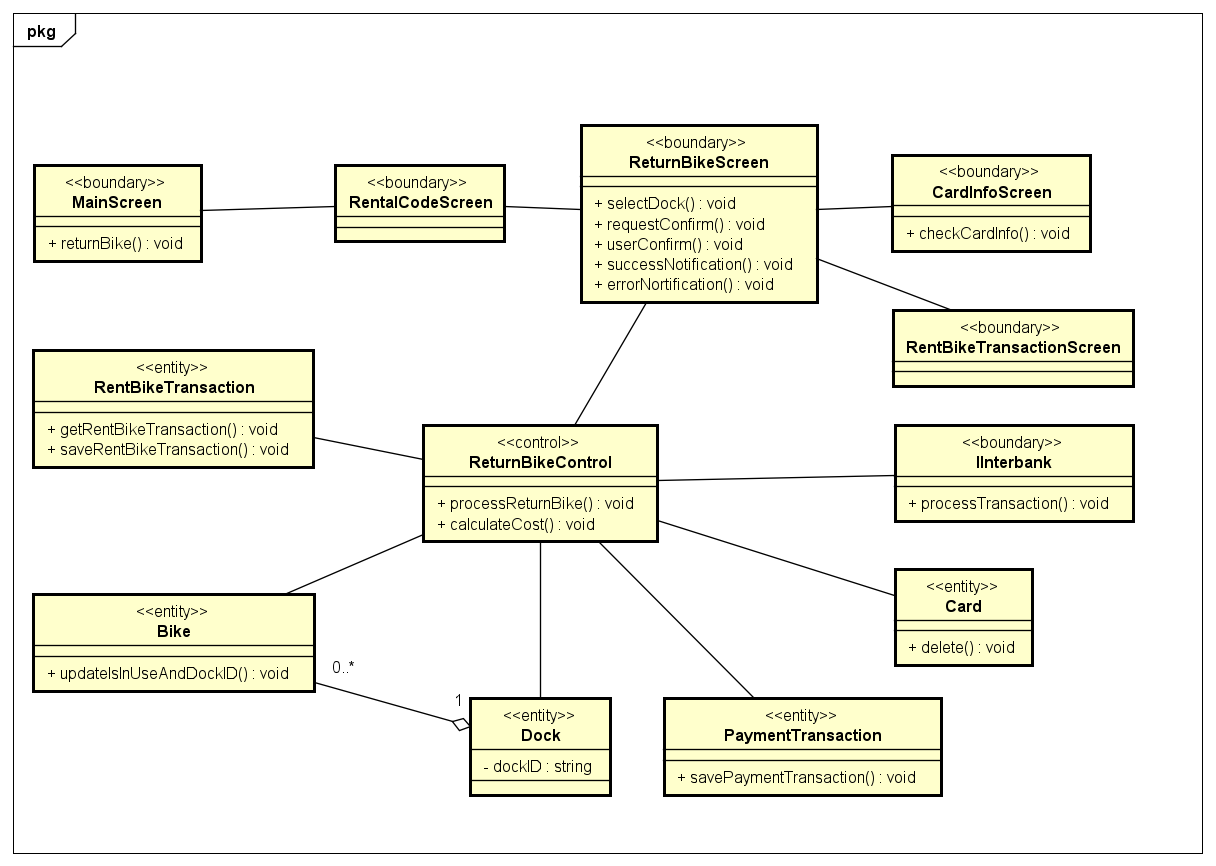 pkg
<<boundary>>
MainScreen
+ returnBike() : void
<<boundary>>
RentalCodeScreen
<<boundary>>
ReturnBikeScreen
+ selectDock() : void
+ requestConfirm() : void
+ userConfirm() : void
+ successNotification() : void
+ errorNortification() : void
<<boundary>>
CardInfoScreen
+ checkCardInfo() : void
<<boundary>>
RentBikeTransactionScreen
<<entity>>
RentBikeTransaction
+ getRentBikeTransaction() : void
+ saveRentBikeTransaction() : void
<<control>>
ReturnBikeControl
+ processReturnBike() : void
+ calculateCost() : void
<<boundary>>
IInterbank
+ processTransaction() : void
<<entity>>
Card
+ delete() : void
<<entity>>
Bike
+ updateIsInUseAndDockID() : void
0..*
1
<<entity>>
Dock
- dockID : string
<<entity>>
PaymentTransaction
+ savePaymentTransaction() : void